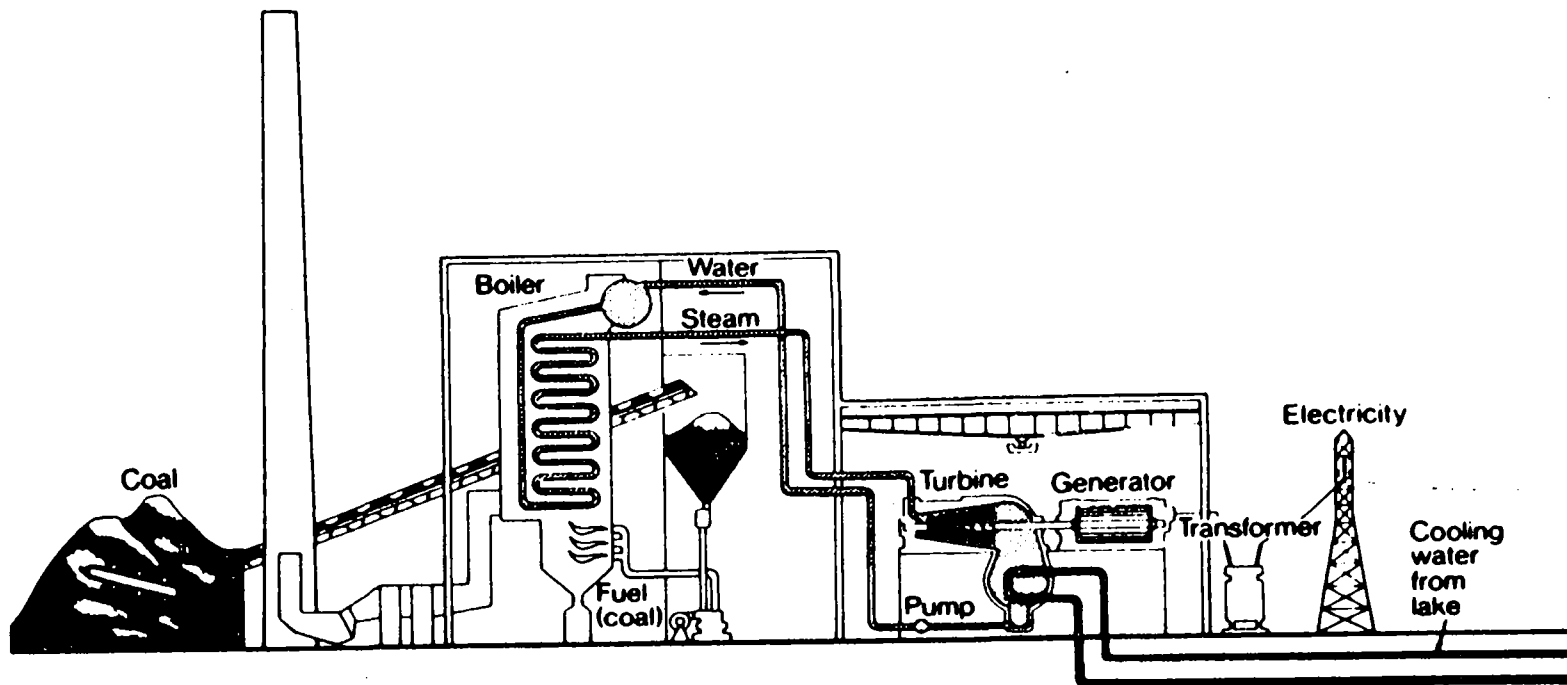 Water
Boiler
Steam
Electricity
Coal
Turbine
Generator
Transformer
Cooling
water
from
lake
Fuel
(coal)
Pump